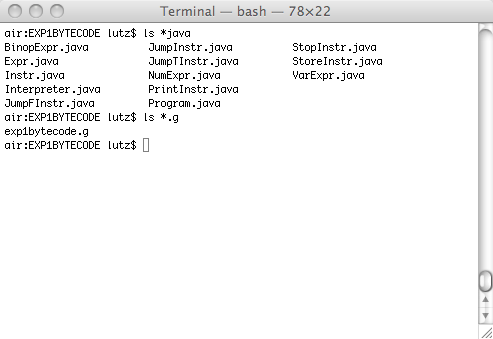 Terminal — bash — 78×22
air:EXP1BYTECODE lutz$ ls *java
BinopExpr.java JumpInstr.java StopInstr.java
Expr.java JumpTInstr.java StoreInstr.java
Instr.java NumExpr.java VarExpr.java
Interpreter.java PrintInstr.java
JumpFInstr.java Program.java
air:EXP1BYTECODE lutz$ ls *.g
exp1bytecode.g
air:EXP1BYTECODE lutz$